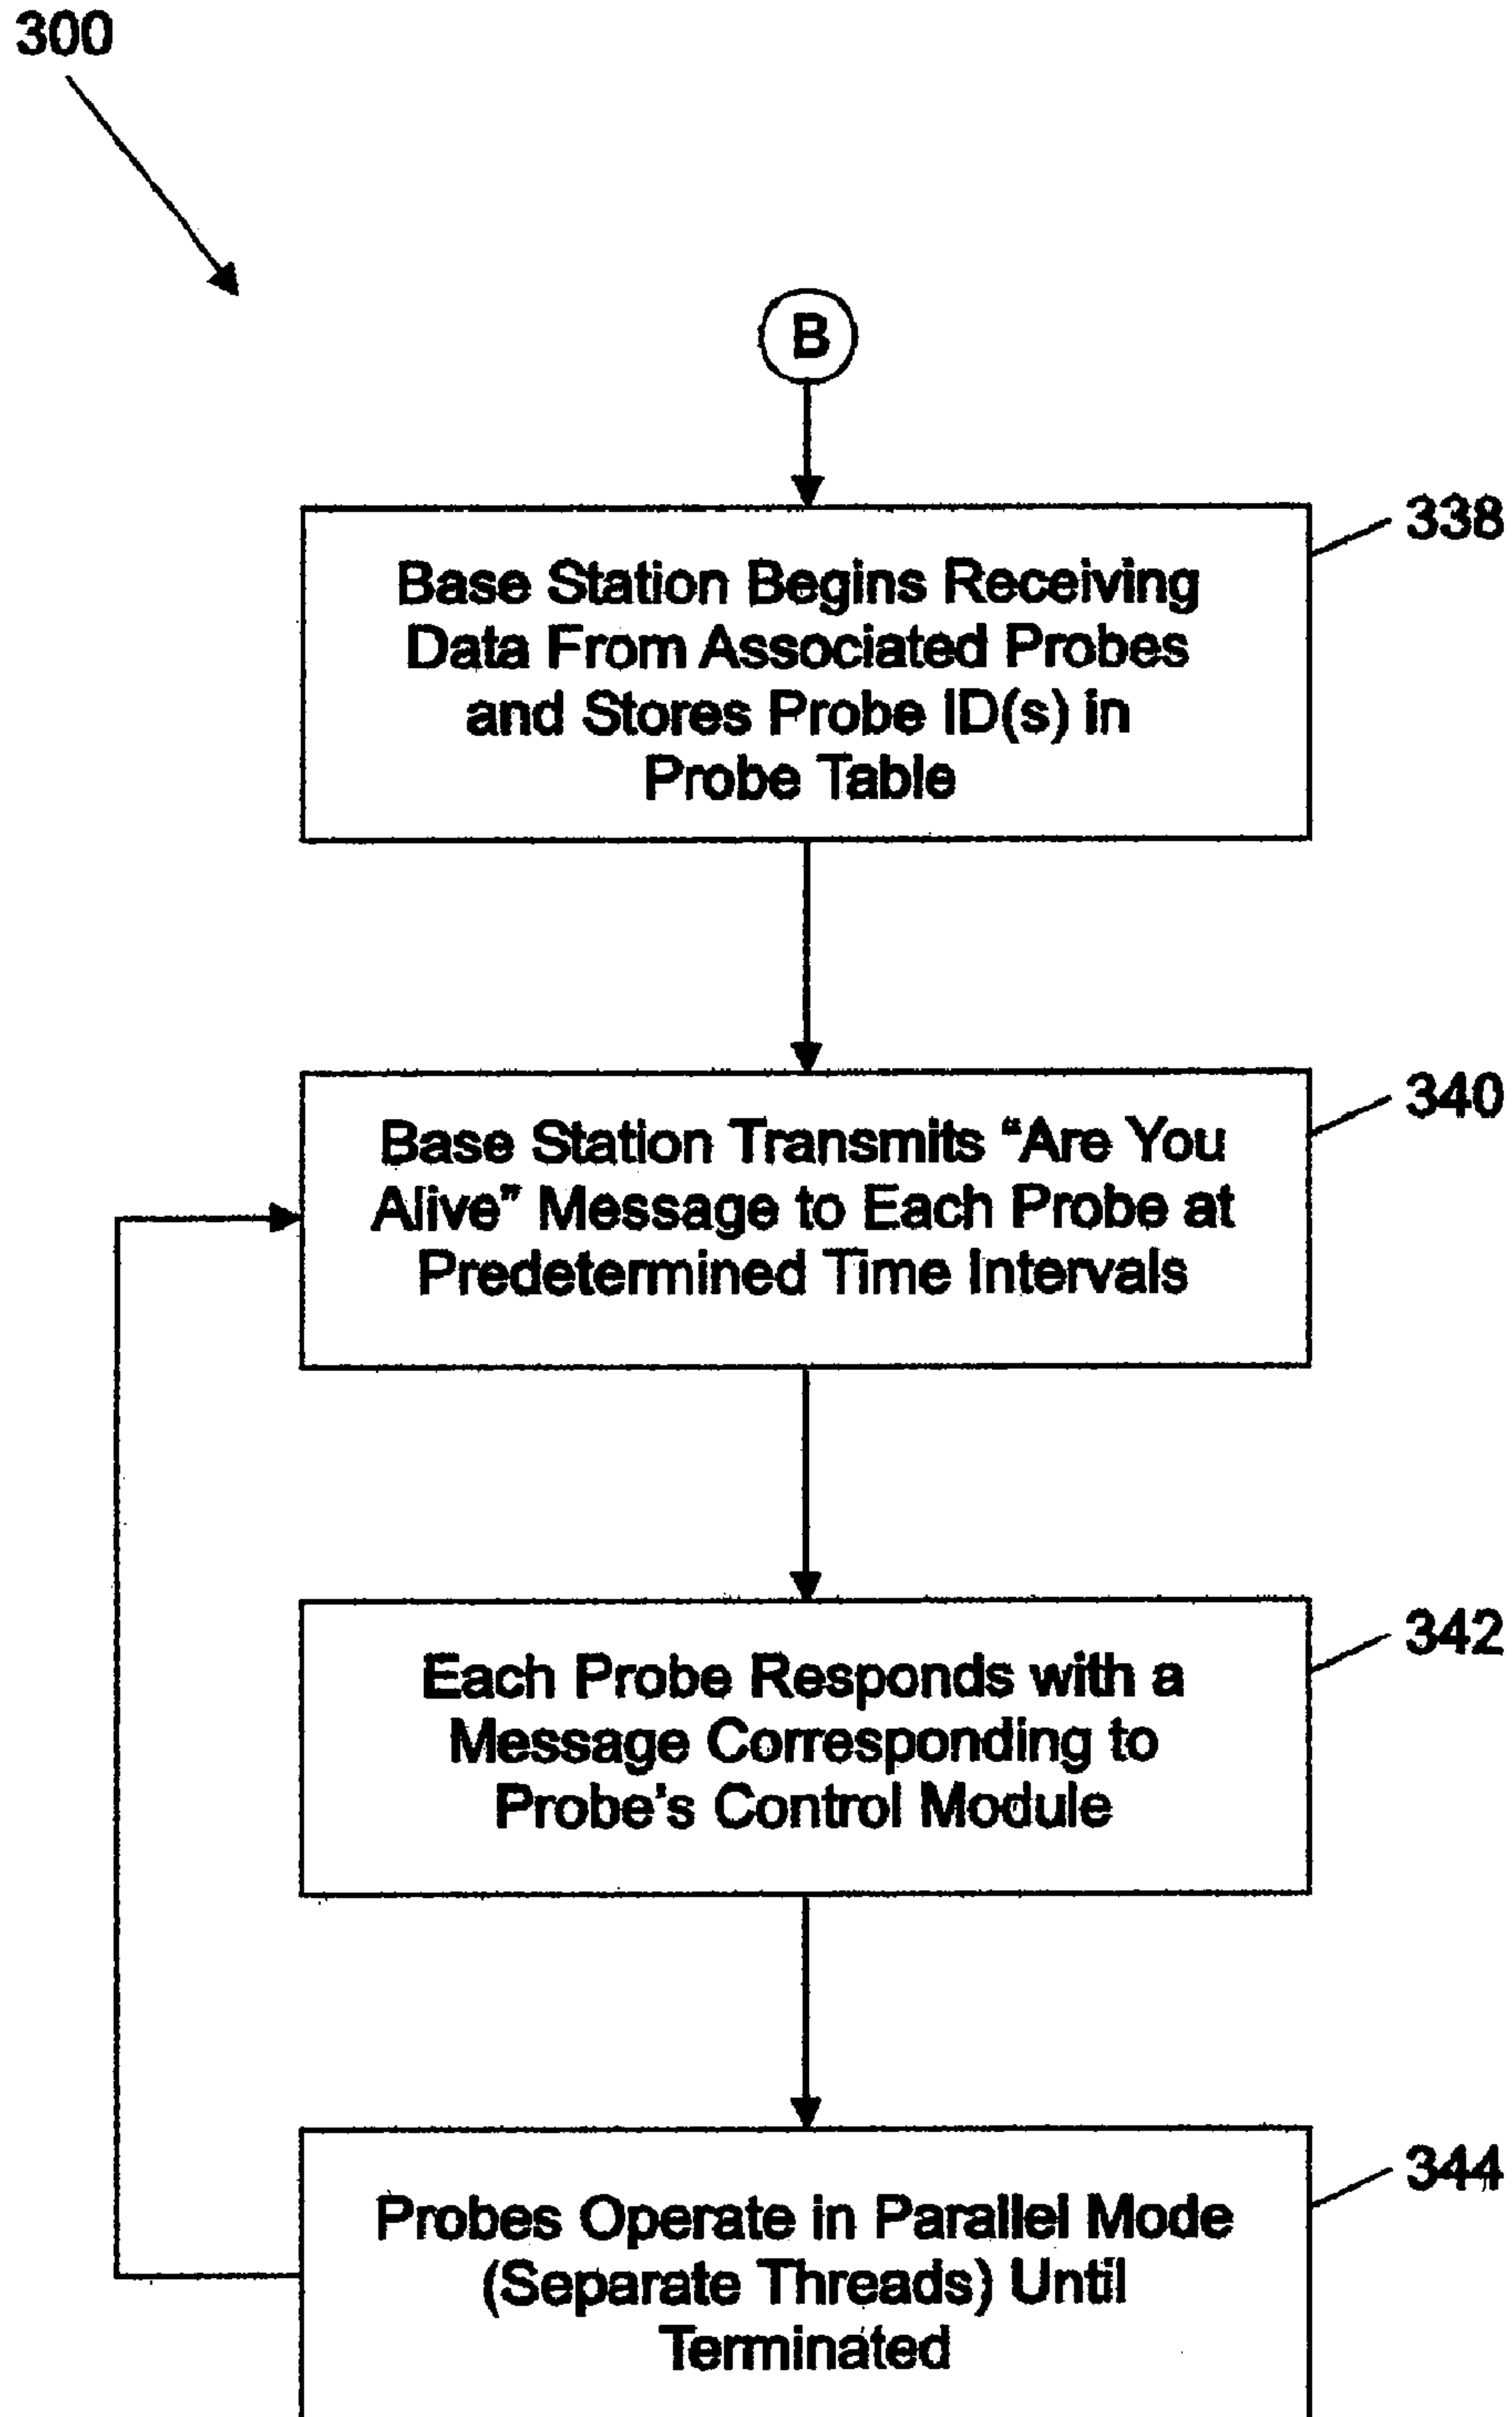 300
B
338
Base Station Begins Receiving
Data From Associated Probes
and Stores Probe ID(s) in
Probe Table
340
Base Station Transmits “Are You
Alive” Message to Each Probe at
Predetermined Time Intervals
342
Each Probe Responds with a
Message Corresponding to
Probe's Control Module
344
Probes Operate in Parallel Mode
(Separate Threads) Until
Terminated